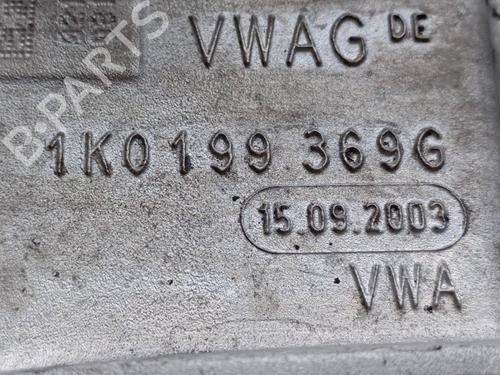 VWAG DE
1K0199 369G
15.09.2003
VWA
B-PARTS